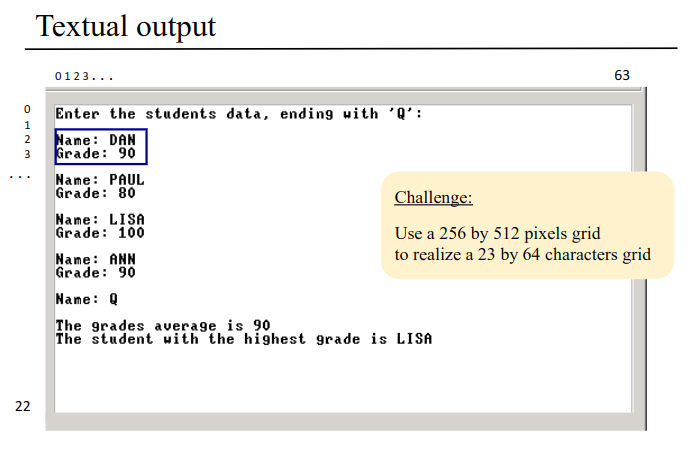 Textual output
0123... 63
0
1
2
3
...
22
Enter the students data, ending with 'Q':
Name: DAN
Grade: 90
Name: PAUL
Grade: 80
Name: LISA
Grade: 100
Name: ANN
Grade: 90
Name: Q
The grades average is 90
The student with the highest grade is LISA
Challenge:
Use a 256 by 512 pixels grid
to realize a 23 by 64 characters grid